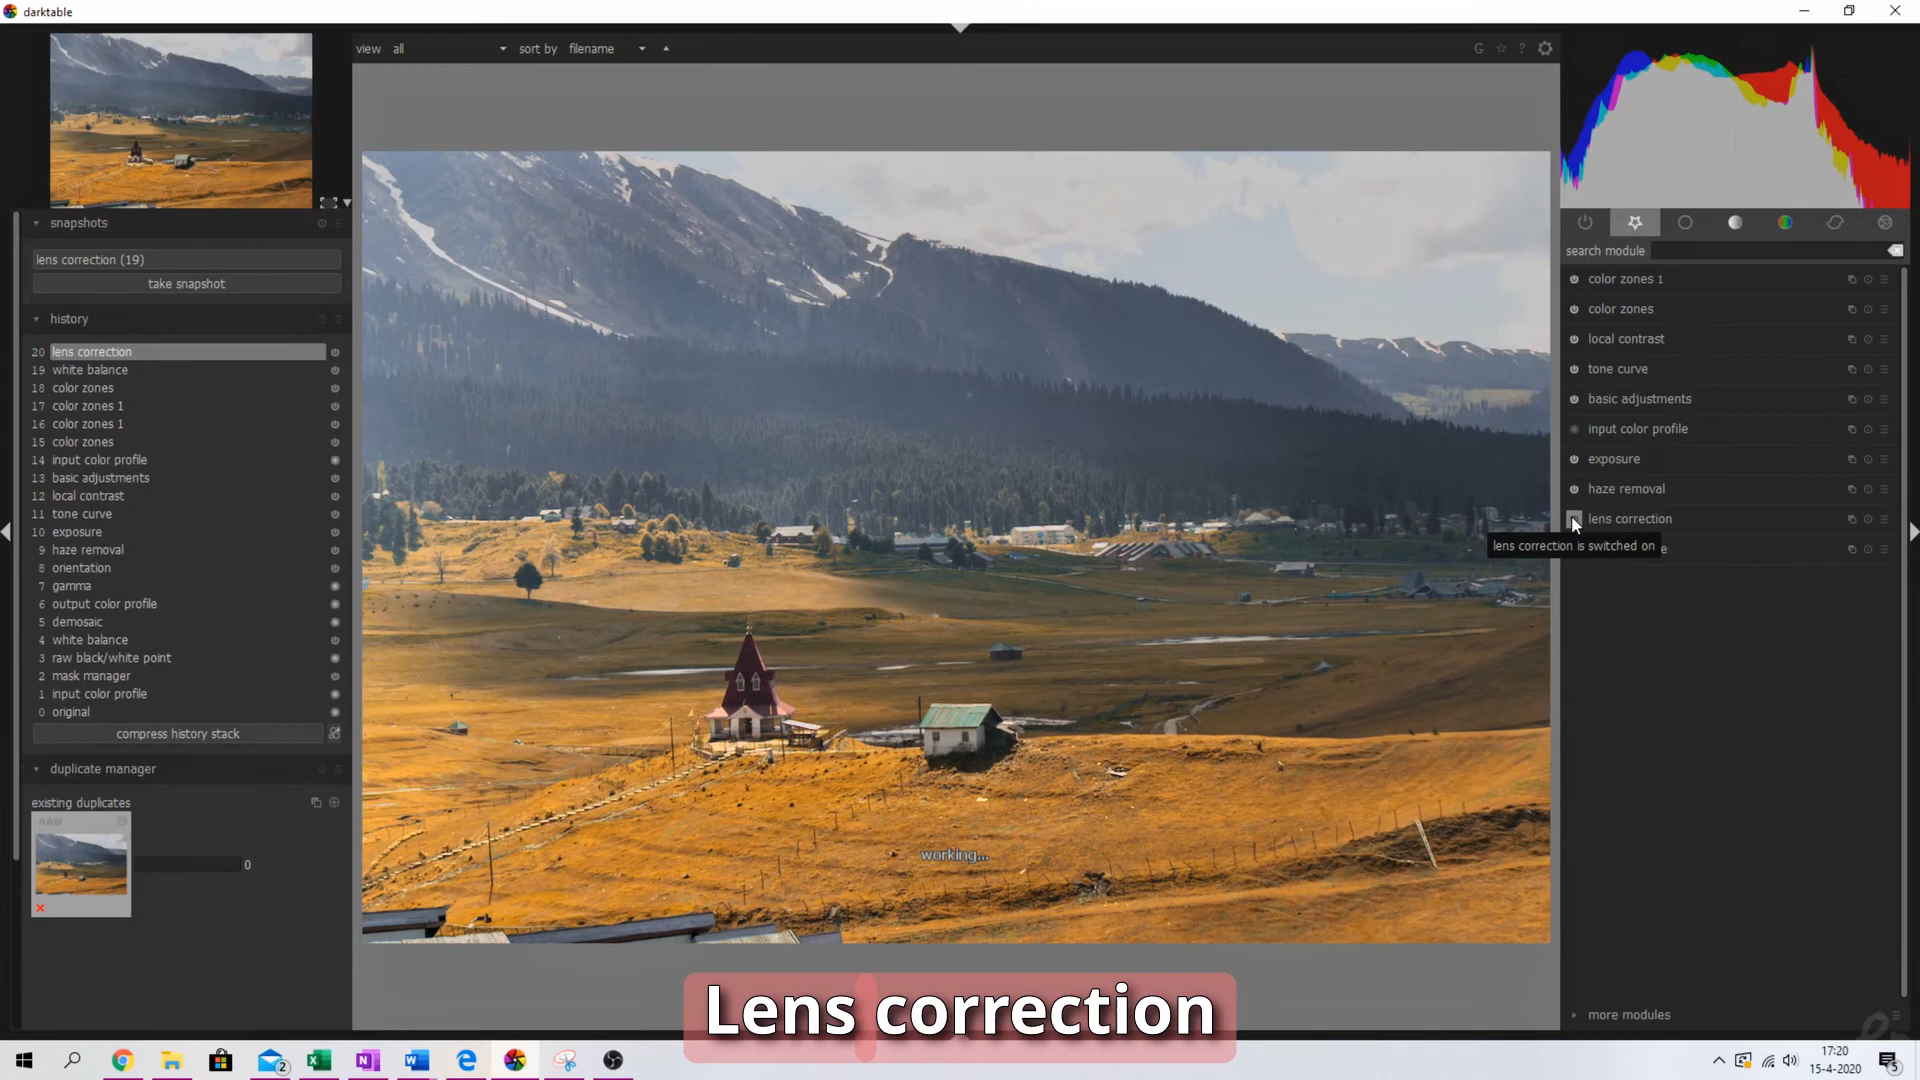 darktable
view all sort by filename
G ☆ ?
snapshots
lens correction (19)
take snapshot
history
20 lens correction
19 white balance
18 color zones
17 color zones 1
16 color zones 1
15 color zones
14 input color profile
13 basic adjustments
12 local contrast
11 tone curve
10 exposure
9 haze removal
8 orientation
7 gamma
6 output color profile
5 demosaic
4 white balance
3 raw black/white point
2 mask manager
1 input color profile
0 original
compress history stack
duplicate manager
existing duplicates
ARW
0
working...
search module
color zones 1
color zones
local contrast
tone curve
basic adjustments
input color profile
exposure
haze removal
lens correction
lens correction is switched on
more modules
Lens correction
2
17:20
15-4-2020
5